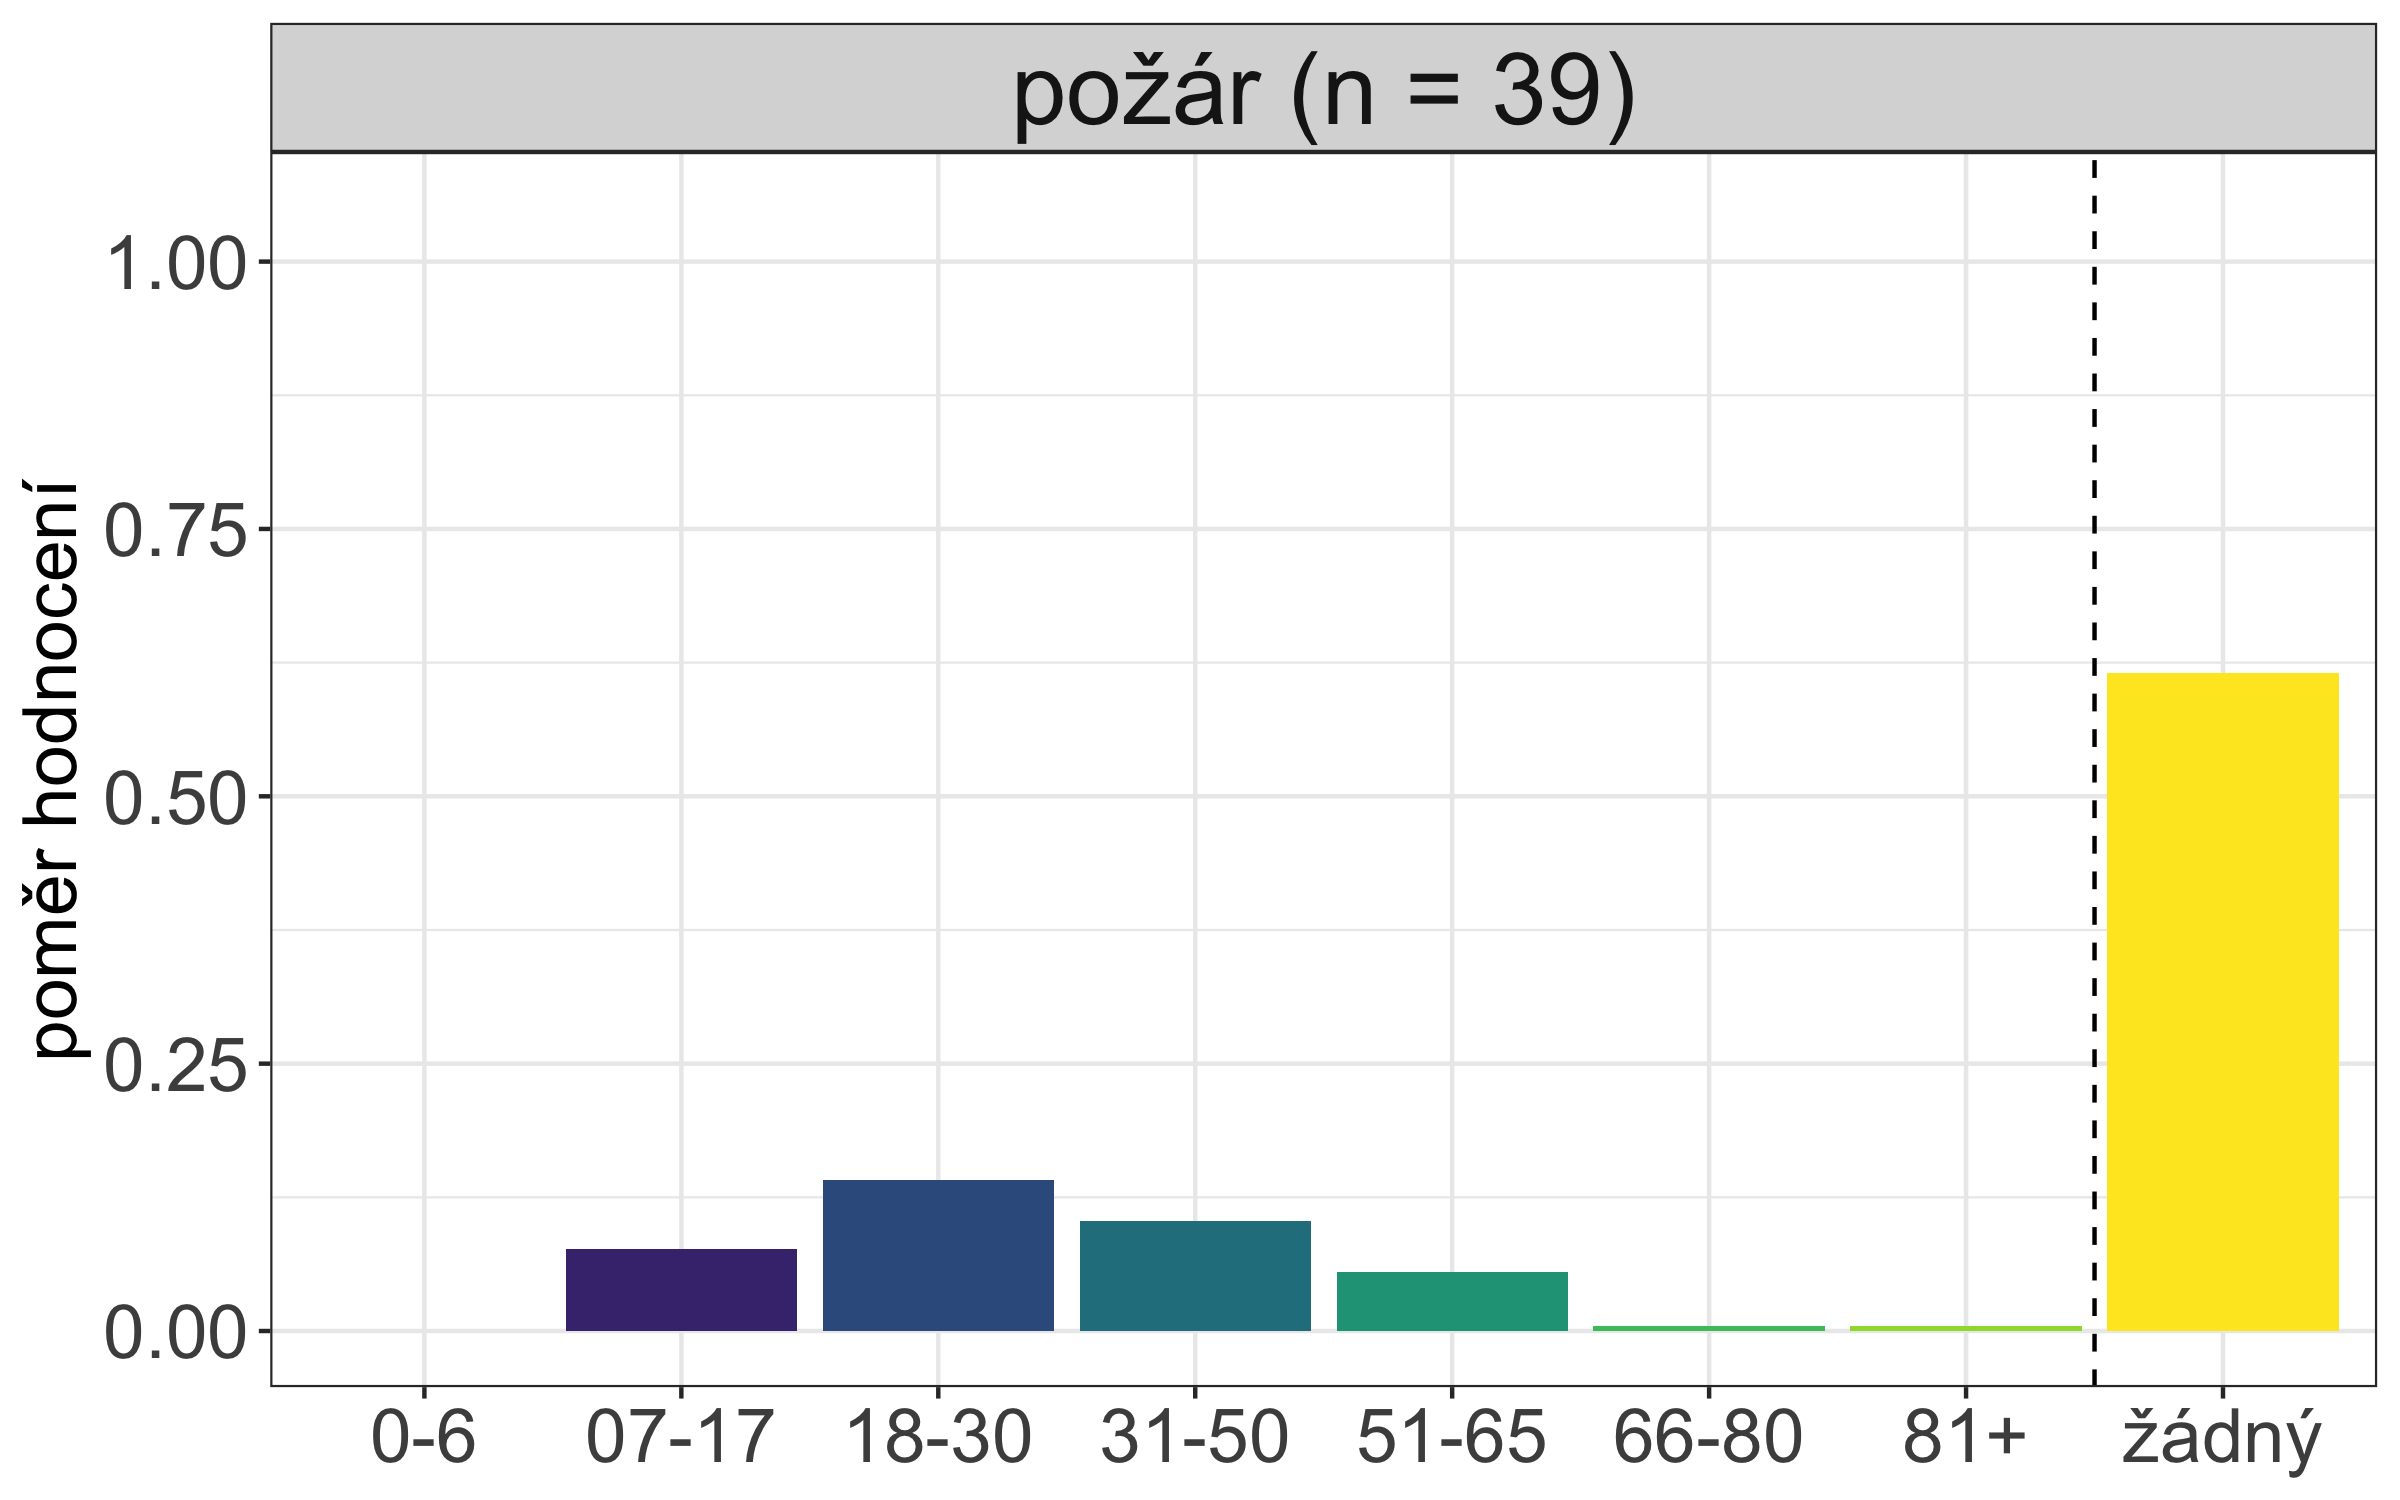 požár (n = 39)
poměr hodnocení
1.00
0.75
0.50
0.25
0.00
0-6 07-17 18-30 31-50 51-65 66-80 81+ žádný